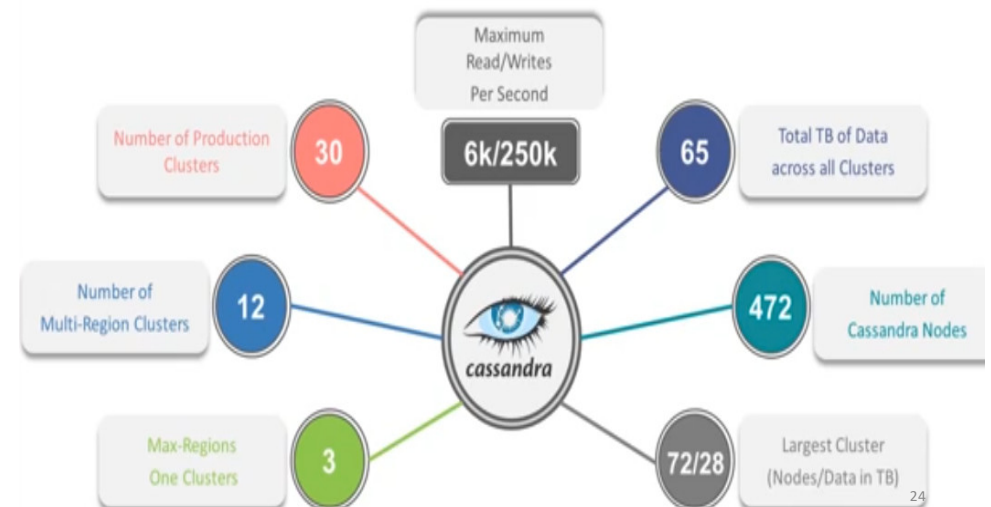 Maximum
Read/Writes
Per Second
6k/250k
Number of Production
Clusters
30
65
Total TB of Data
across all Clusters
Number of
Multi-Region Clusters
12
472
Number of
Cassandra Nodes
cassandra
Max-Regions
One Clusters
3
72/28
Largest Cluster
(Nodes/Data in TB)
24